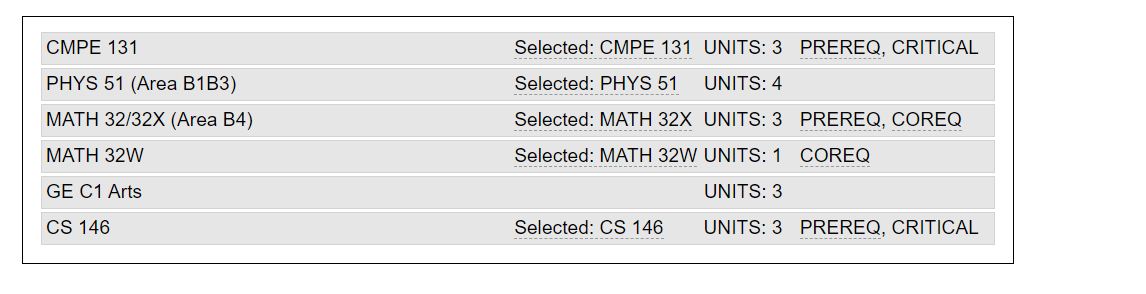 CMPE 131 Selected: CMPE 131 UNITS: 3 PREREQ, CRITICAL
PHYS 51 (Area B1B3) Selected: PHYS 51 UNITS: 4
MATH 32/32X (Area B4) Selected: MATH 32X UNITS: 3 PREREQ, COREQ
MATH 32W Selected: MATH 32W UNITS: 1 COREQ
GE C1 Arts UNITS: 3
CS 146 Selected: CS 146 UNITS: 3 PREREQ, CRITICAL